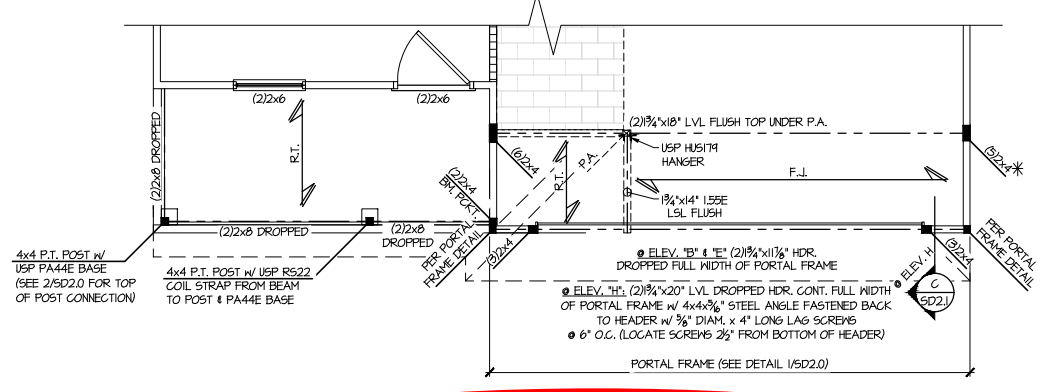 (2)2x6
(2)2x6
(2)2x8 DROPPED
R.T.
(2)2x8 DROPPED
(2)2x8
DROPPED
4x4 P.T. POST W/
USP PA44E BASE
(SEE 2/SD2.0 FOR TOP
OF POST CONNECTION)
4x4 P.T. POST W/ USP RS22
COIL STRAP FROM BEAM
TO POST & PA44E BASE
(2)2x4
BM. PCKT.
PER PORTAL
FRAME DETAIL
(6)2x4
R.T.
P.A.
(3)2x4
(2)1¾"x18" LVL FLUSH TOP UNDER P.A.
USP HUS179
HANGER
F.J.
1¾"x14" 1.55E
LSL FLUSH
(5)2x4*
@ ELEV. "B" & "E" (2)1¾"x11⅞" HDR.
DROPPED FULL WIDTH OF PORTAL FRAME
@ ELEV. "H": (2)1¾"x20" LVL DROPPED HDR. CONT. FULL WIDTH
OF PORTAL FRAME W/ 4x4x5/16" STEEL ANGLE FASTENED BACK
TO HEADER W/ ⅝" DIAM. x 4" LONG LAG SCREWS
@ 6" O.C. (LOCATE SCREWS 2½" FROM BOTTOM OF HEADER)
@ ELEV. H
C
SD2.1
(3)2x4
PER PORTAL
FRAME DETAIL
PORTAL FRAME (SEE DETAIL 1/SD2.0)